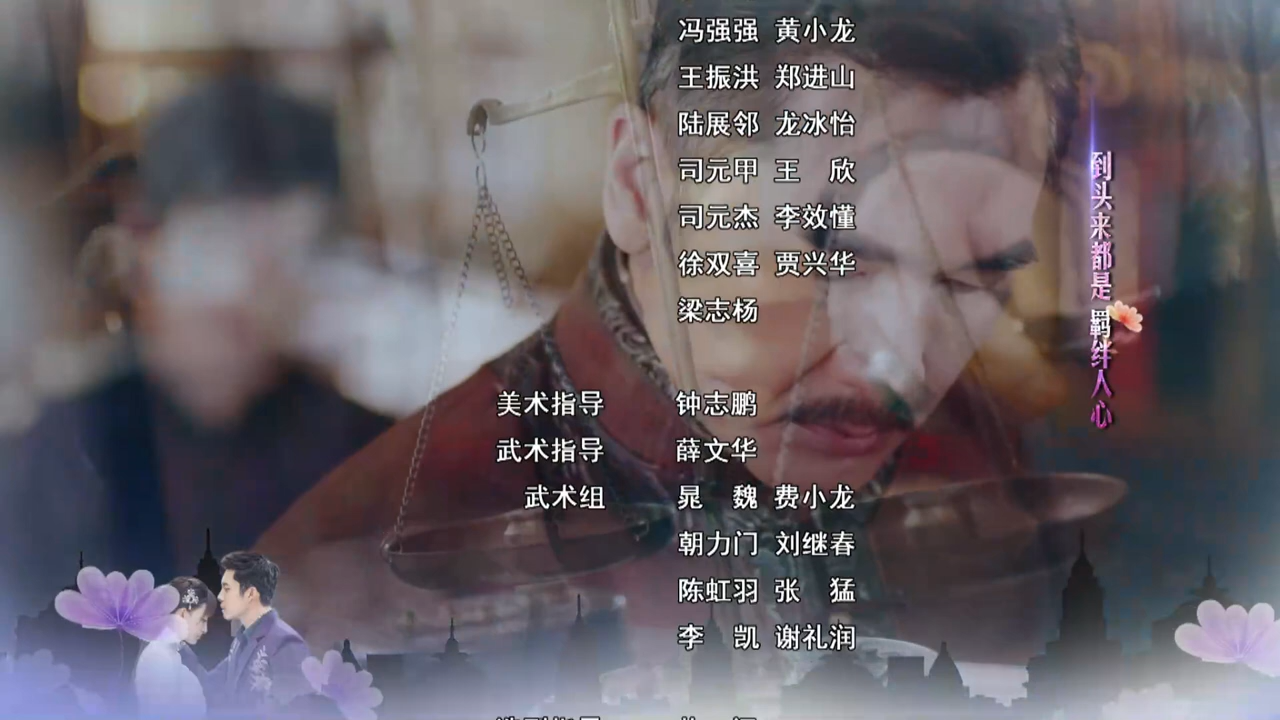 冯强强 黄小龙
王振洪 郑进山
陆展邻 龙冰怡
司元甲 王 欣
司元杰 李效懂
徐双喜 贾兴华
梁志杨
美术指导 钟志鹏
武术指导 薛文华
武术组 晁 魏 费小龙
朝力门 刘继春
陈虹羽 张 猛
李 凯 谢礼润
到头来都是 羁绊人心